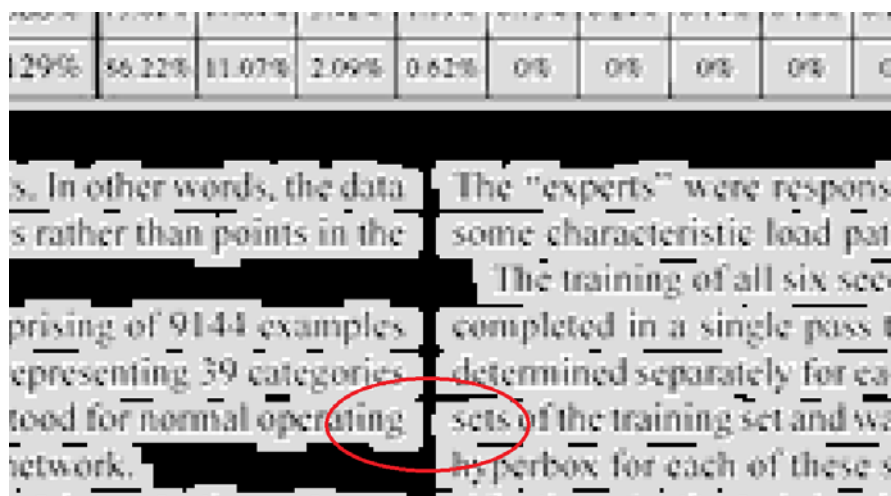 129% 86.22% 11.07% 2.09% 0.62% 0% 0% 0% 0%
s. In other words, the data
s rather than points in the
prising of 9144 examples
epresenting 39 categories
tood for normal operating
network.
The "experts" were respons
some characteristic load pat
The training of all six seco
completed in a single pass t
determined separately for ea
sets of the training set and wa
hyperbox for each of these s